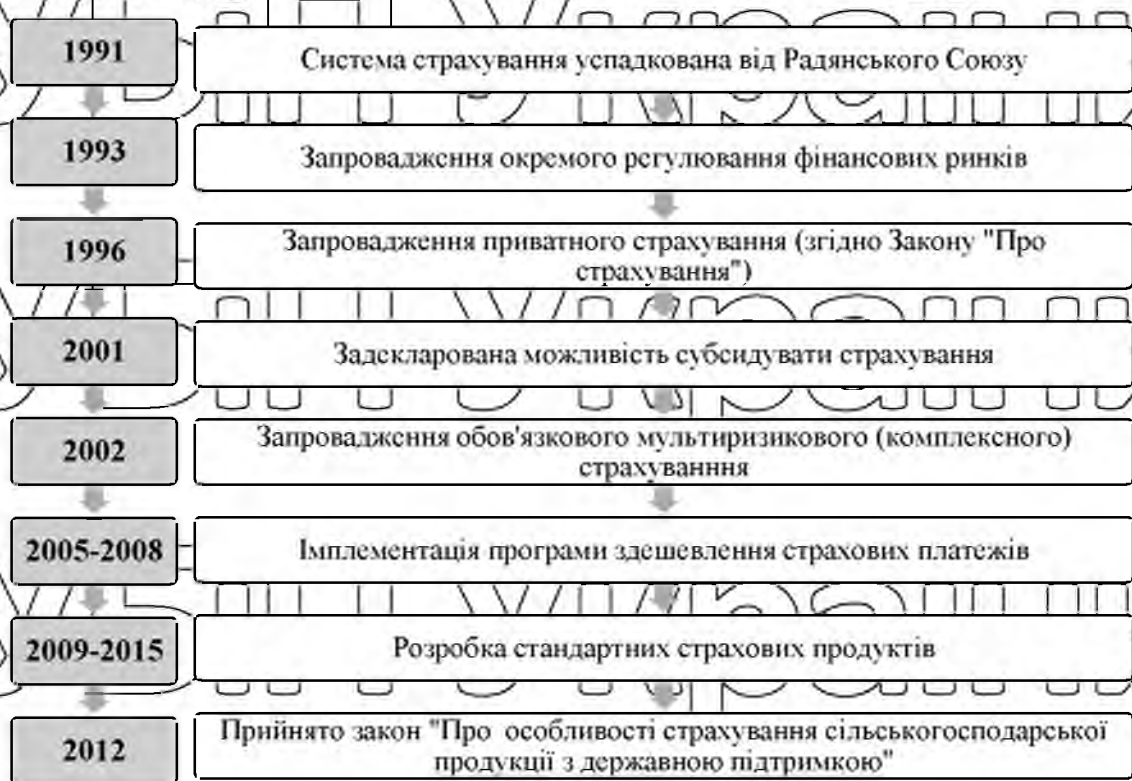 1991
Система страхування успадкована від Радянського Союзу
1993
Запровадження окремого регулювання фінансових ринків
1996
Запровадження приватного страхування (згідно Закону "Про
страхування")
2001
Задекларована можливість субсидувати страхування
2002
Запровадження обов'язкового мультиризикового (комплексного)
страхуванння
2005-2008
Імплементація програми здешевлення страхових платежів
2009-2015
Розробка стандартних страхових продуктів
2012
Прийнято закон "Про особливості страхування сільськогосподарської
продукції з державною підтримкою"